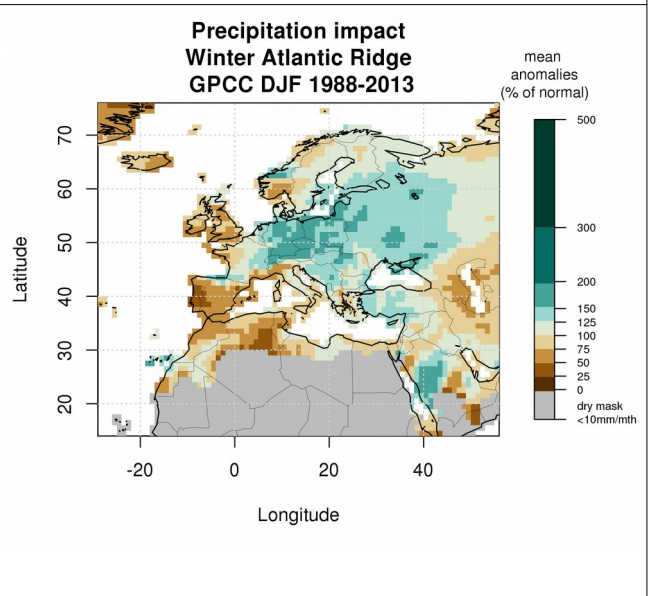 Precipitation impact
Winter Atlantic Ridge
GPCC DJF 1988-2013
mean
anomalies
(% of normal)
500
300
200
150
125
100
75
50
25
0
dry mask
<10mm/mth
Latitude
70
60
50
40
30
20
-20 0 20 40
Longitude